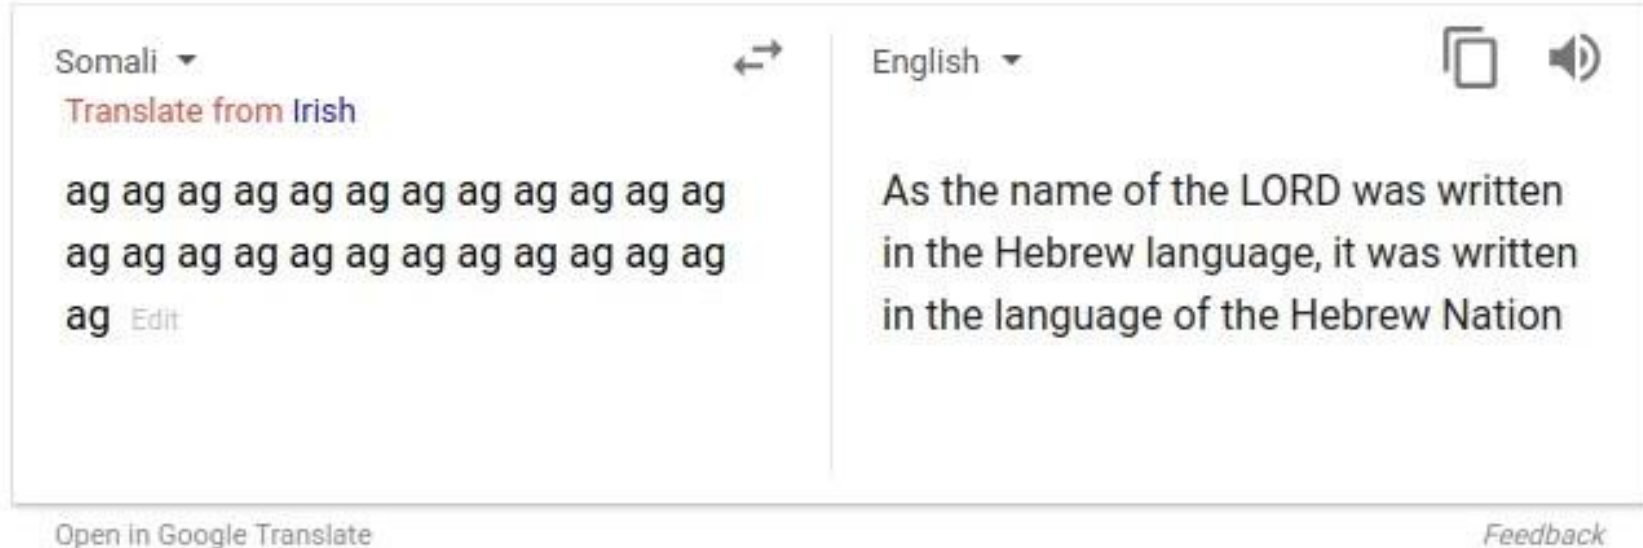 Somali
English
Translate from Irish
ag ag ag ag ag ag ag ag ag ag ag ag
ag ag ag ag ag ag ag ag ag ag ag ag
ag Edit
As the name of the LORD was written
in the Hebrew language, it was written
in the language of the Hebrew Nation
Open in Google Translate
Feedback